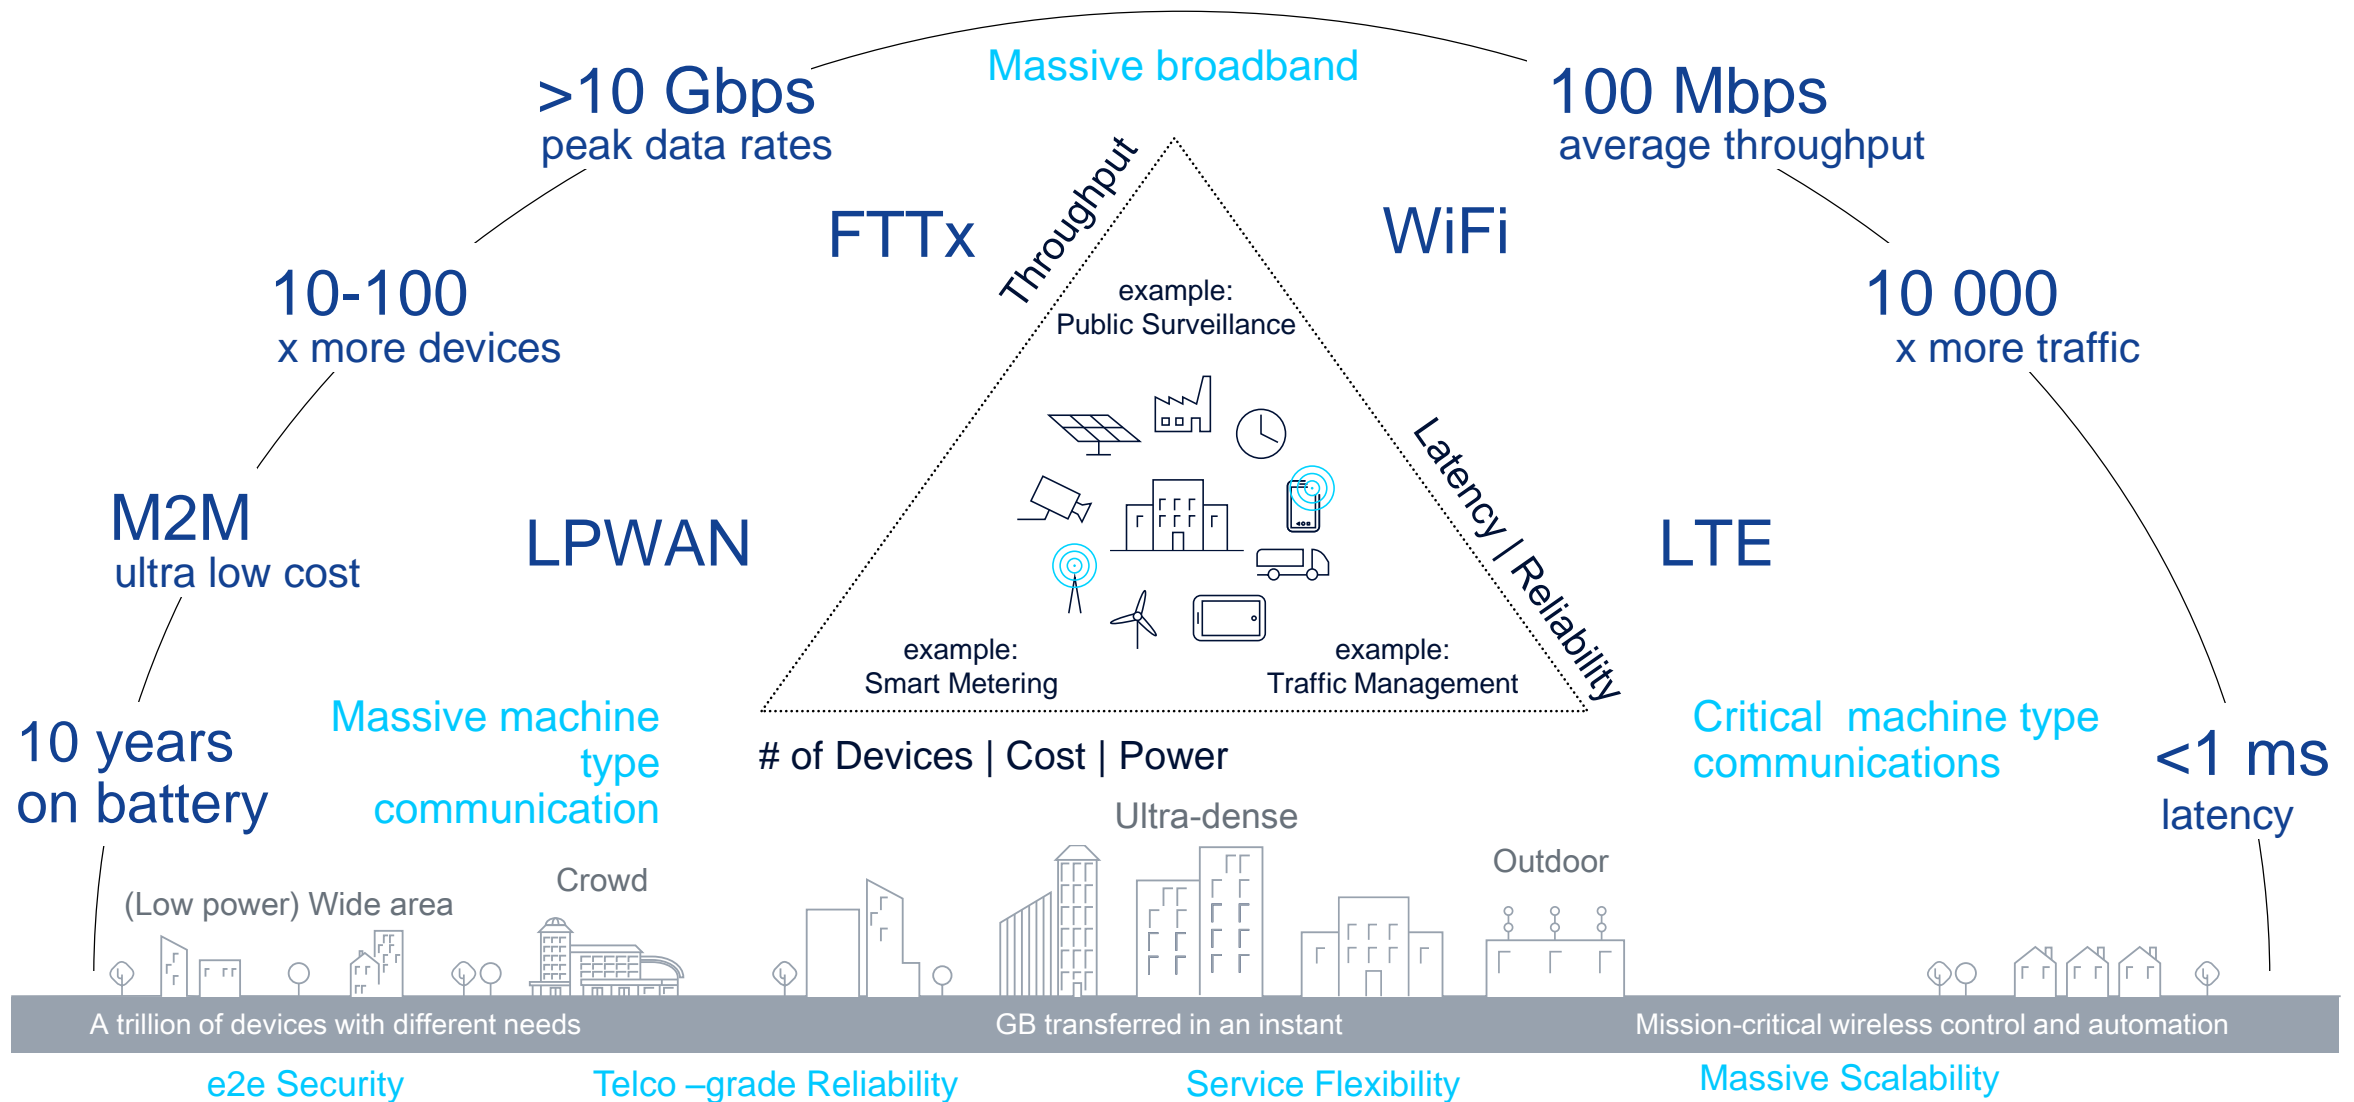 Massive broadband
>10 Gbps
peak data rates
100 Mbps
average throughput
FTTx
Throughput
WiFi
example:
Public Surveillance
10-100
x more devices
10 000
x more traffic
M2M
ultra low cost
LPWAN
Latency | Reliability
LTE
example:
Smart Metering
example:
Traffic Management
10 years
on battery
Massive machine
type
communication
# of Devices | Cost | Power
Critical  machine type
communications
<1 ms
latency
(Low power) Wide area
Crowd
Ultra-dense
Outdoor
A trillion of devices with different needs
GB transferred in an instant
Mission-critical wireless control and automation
e2e Security
Telco –grade Reliability
Service Flexibility
Massive Scalability